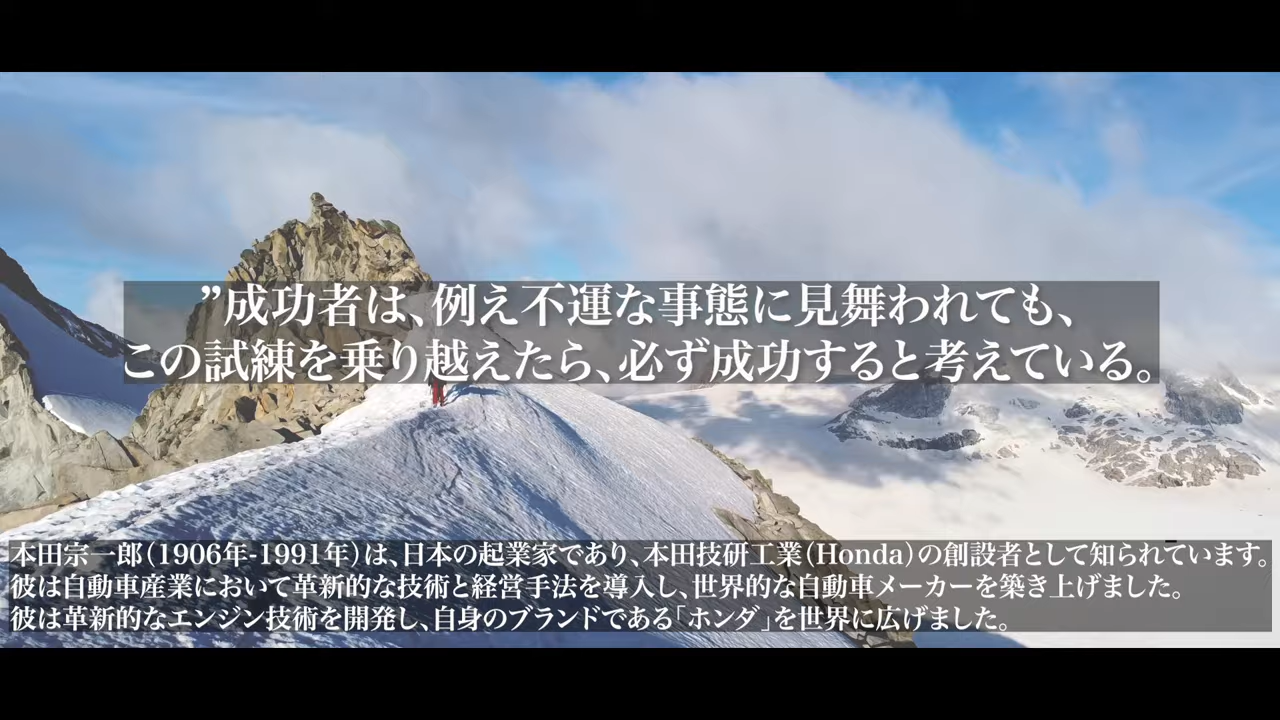 ”成功者は、例え不運な事態に見舞われても、
この試練を乗り越えたら、必ず成功すると考えている。
本田宗一郎（1906年-1991年）は、日本の起業家であり、本田技研工業（Honda）の創設者として知られています。
彼は自動車産業において革新的な技術と経営手法を導入し、世界的な自動車メーカーを築き上げました。
彼は革新的なエンジン技術を開発し、自身のブランドである「ホンダ」を世界に広げました。